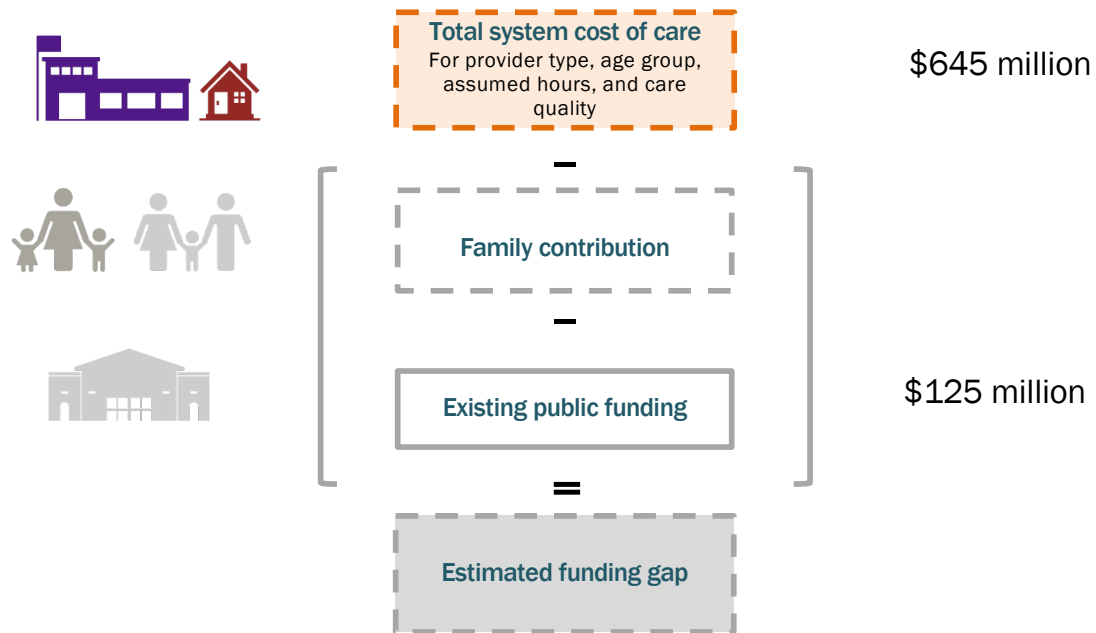 Total system cost of care
For provider type, age group,
assumed hours, and care
quality
$645 million
–
Family contribution
–
Existing public funding
$125 million
=
Estimated funding gap